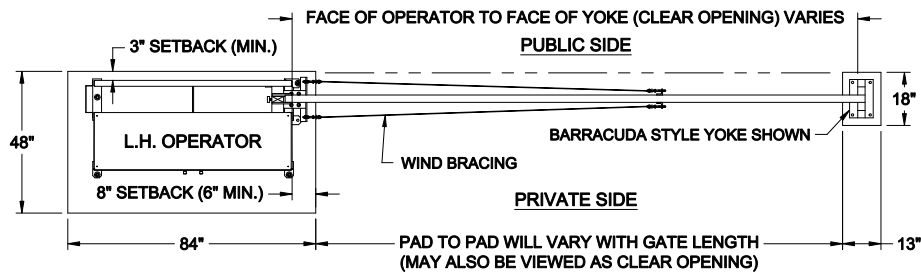 FACE OF OPERATOR TO FACE OF YOKE (CLEAR OPENING) VARIES
3" SETBACK (MIN.)
PUBLIC SIDE
18"
48"
L.H. OPERATOR
BARRACUDA STYLE YOKE SHOWN
WIND BRACING
8" SETBACK (6" MIN.)
PRIVATE SIDE
84"
PAD TO PAD WILL VARY WITH GATE LENGTH
(MAY ALSO BE VIEWED AS CLEAR OPENING)
13"